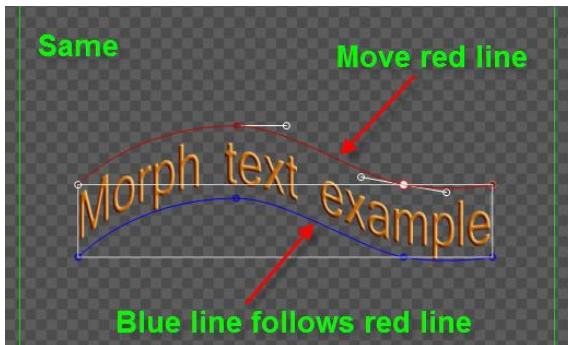 Same
Move red line
Morph text example
Blue line follows red line